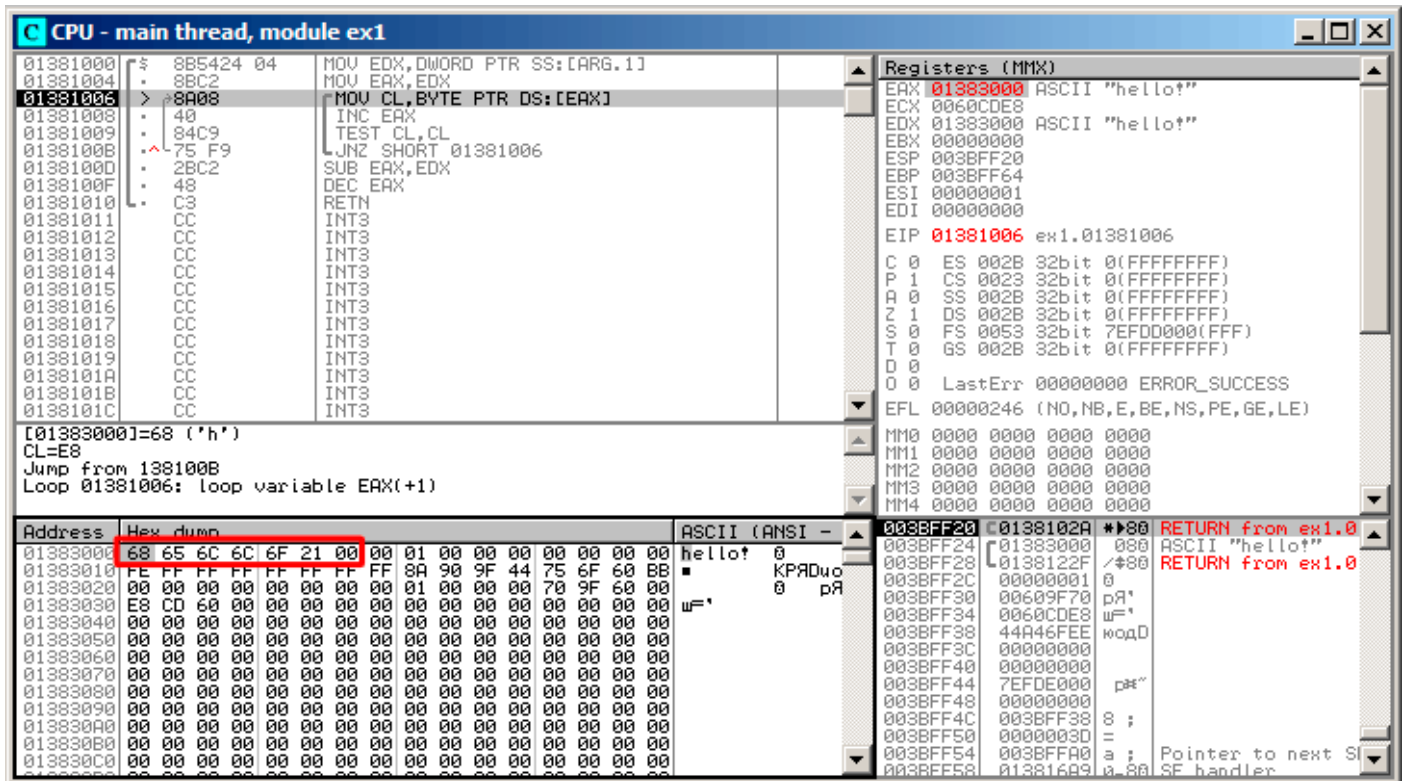 CPU - main thread, module ex1
01381000 $ 8B5424 04 MOV EDX,DWORD PTR SS:[ARG.1]
01381004 . 8BC2 MOV EAX,EDX
01381006 > 8A08 MOV CL,BYTE PTR DS:[EAX]
01381008 . 40 INC EAX
01381009 . 84C9 TEST CL,CL
0138100B .^ 75 F9 JNZ SHORT 01381006
0138100D . 2BC2 SUB EAX,EDX
0138100F . 48 DEC EAX
01381010 . C3 RETN
01381011 CC INT3
01381012 CC INT3
01381013 CC INT3
01381014 CC INT3
01381015 CC INT3
01381016 CC INT3
01381017 CC INT3
01381018 CC INT3
01381019 CC INT3
0138101A CC INT3
0138101B CC INT3
0138101C CC INT3
[01383000]=68 ('h')
CL=E8
Jump from 138100B
Loop 01381006: loop variable EAX(+1)
Registers (MMX)
EAX 01383000 ASCII "hello!"
ECX 0060CDE8
EDX 01383000 ASCII "hello!"
EBX 00000000
ESP 003BFF20
EBP 003BFF64
ESI 00000001
EDI 00000000
EIP 01381006 ex1.01381006
C 0 ES 002B 32bit 0(FFFFFFFF)
P 1 CS 0023 32bit 0(FFFFFFFF)
A 0 SS 002B 32bit 0(FFFFFFFF)
Z 1 DS 002B 32bit 0(FFFFFFFF)
S 0 FS 0053 32bit 7EFDD000(FFF)
T 0 GS 002B 32bit 0(FFFFFFFF)
D 0
O 0 LastErr 00000000 ERROR_SUCCESS
EFL 00000246 (NO,NB,E,BE,NS,PE,GE,LE)
MM0 0000 0000 0000 0000
MM1 0000 0000 0000 0000
MM2 0000 0000 0000 0000
MM3 0000 0000 0000 0000
MM4 0000 0000 0000 0000
Address Hex dump ASCII (ANSI -
01383000 68 65 6C 6C 6F 21 00 00 01 00 00 00 00 00 00 00 hello! 0
01383010 FE FF FF FF FF FF FF FF 8A 90 9F 44 75 6F 60 BB ■ КРЯDuo
01383020 00 00 00 00 00 00 00 00 01 00 00 00 70 9F 60 00 0 pЯ
01383030 E8 CD 60 00 00 00 00 00 00 00 00 00 00 00 00 00 ш='
01383040 00 00 00 00 00 00 00 00 00 00 00 00 00 00 00 00
01383050 00 00 00 00 00 00 00 00 00 00 00 00 00 00 00 00
01383060 00 00 00 00 00 00 00 00 00 00 00 00 00 00 00 00
01383070 00 00 00 00 00 00 00 00 00 00 00 00 00 00 00 00
01383080 00 00 00 00 00 00 00 00 00 00 00 00 00 00 00 00
01383090 00 00 00 00 00 00 00 00 00 00 00 00 00 00 00 00
013830A0 00 00 00 00 00 00 00 00 00 00 00 00 00 00 00 00
013830B0 00 00 00 00 00 00 00 00 00 00 00 00 00 00 00 00
013830C0 00 00 00 00 00 00 00 00 00 00 00 00 00 00 00 00
003BFF20 0138102A *►80 RETURN from ex1.0
003BFF24 01383000 080 ASCII "hello!"
003BFF28 0138122F /‡80 RETURN from ex1.0
003BFF2C 00000001 0
003BFF30 00609F70 pЯ'
003BFF34 0060CDE8 ш='
003BFF38 44A46FEE юoдD
003BFF3C 00000000
003BFF40 00000000
003BFF44 7EFDE000
003BFF48 00000000
003BFF4C 003BFF38 8 ;
003BFF50 0000003D =
003BFF54 003BFFA0 a ; Pointer to next S
003BFF58 013816A9 SE handler